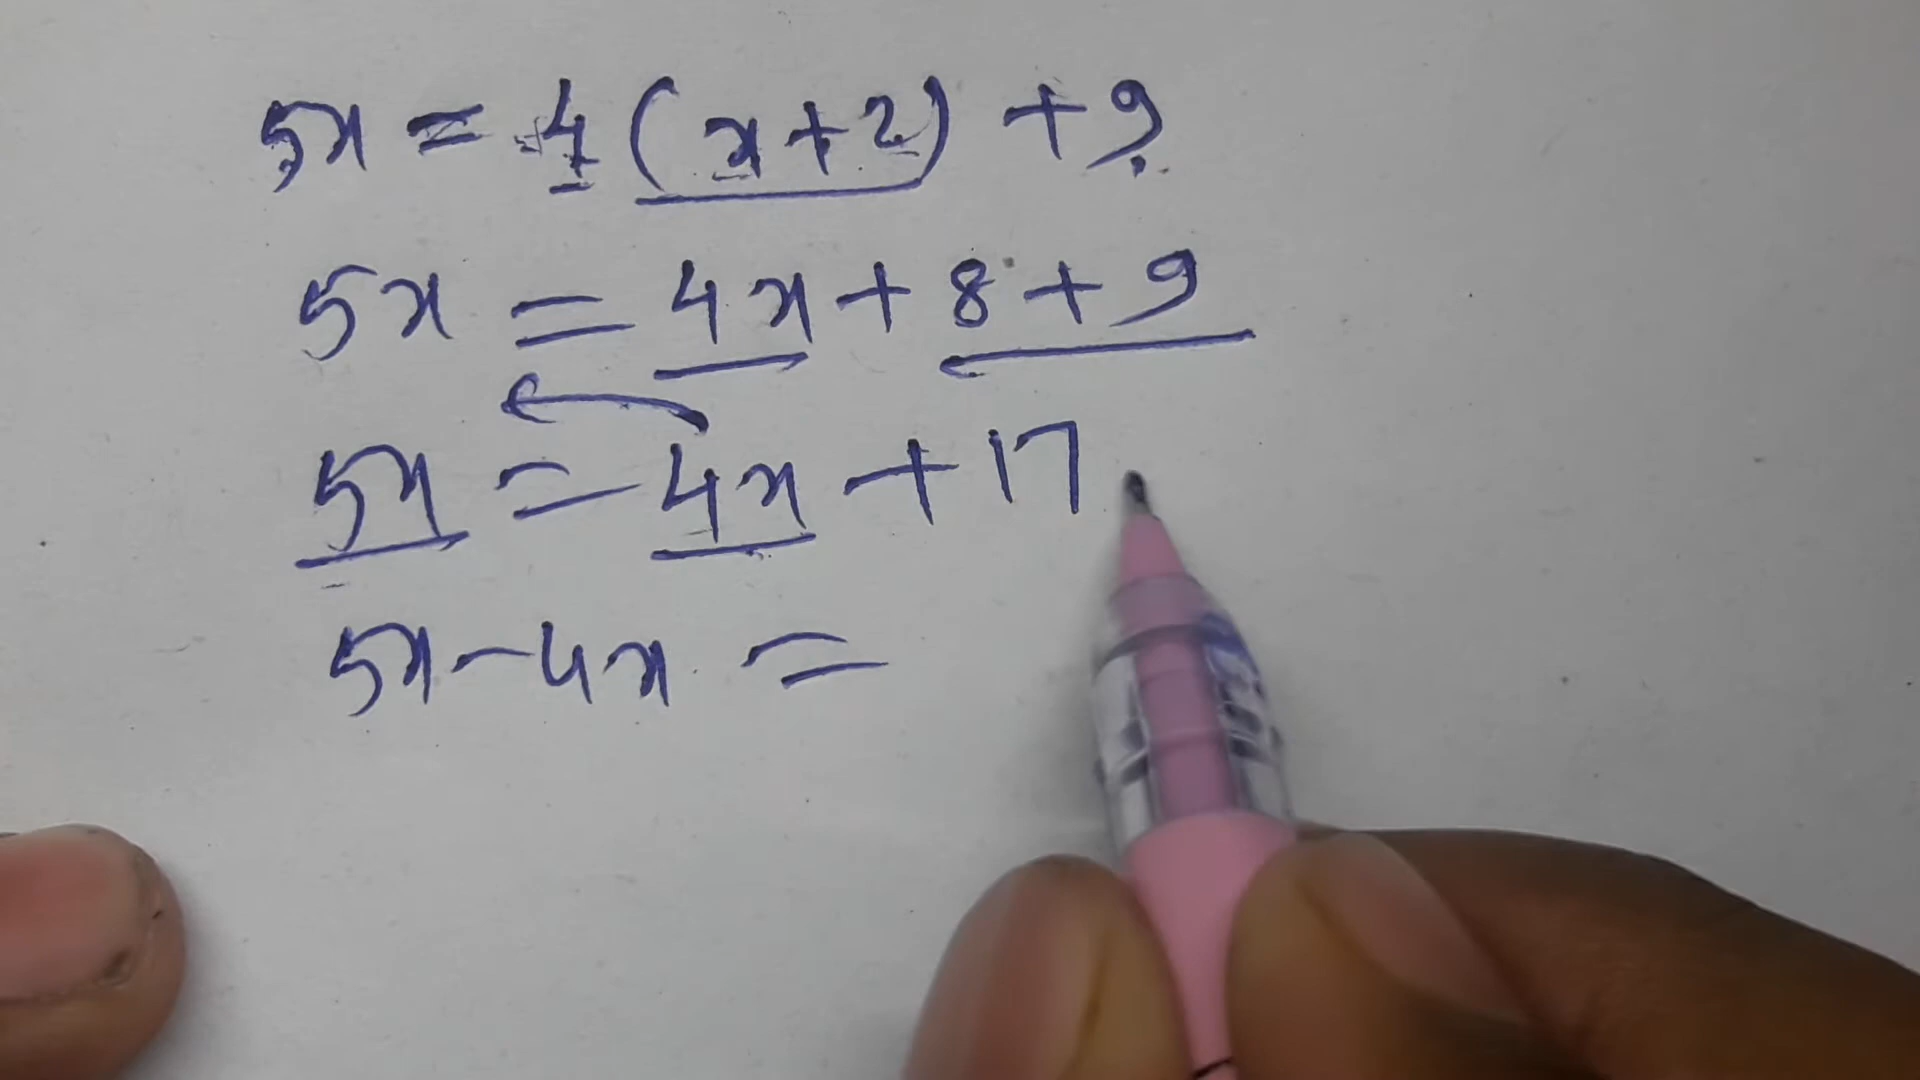 5x = 4(x+2) +9
5x = 4x + 8 + 9
5x = 4x + 17
5x - 4x =